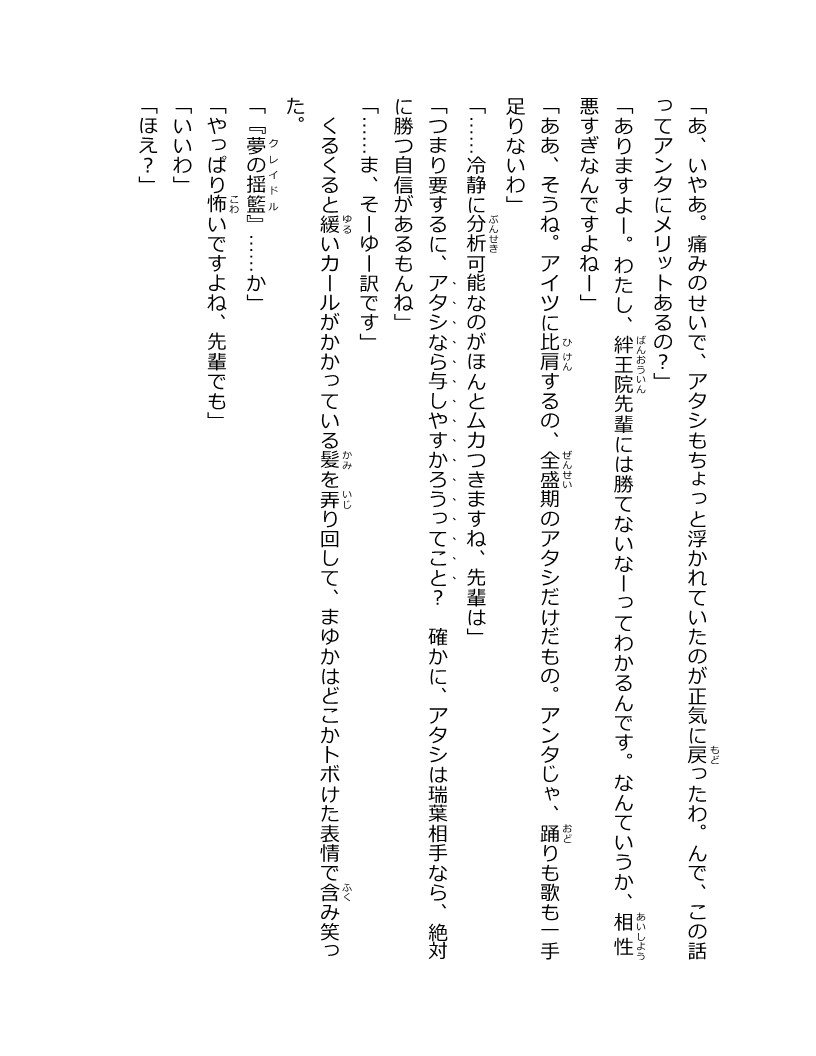 「あ、いやあ。痛みのせいで、アタシもちょっと浮かれていたのが正気に戻ったわ。んで、この話
ってアンタにメリットあるの？」
「ありますよー。わたし、絆王院先輩には勝てないなーってわかるんです。なんていうか、相性
悪すぎなんですよねー」
「ああ、そうね。アイツに比肩するの、全盛期のアタシだけだもの。アンタじゃ、踊りも歌も一手
足りないわ」
「……冷静に分析可能なのがほんとムカつきますね、先輩は」
「つまり要するに、アタシなら与しやすかろうってこと？　確かに、アタシは瑞葉相手なら、絶対
に勝つ自信があるもんね」
「……ま、そーゆー訳です」
　くるくると緩いカールがかかっている髪を弄り回して、まゆかはどこかトボけた表情で含み笑っ
た。
「『夢の揺籃』……か」
「やっぱり怖いですよね、先輩でも」
「いいわ」
「ほえ？」